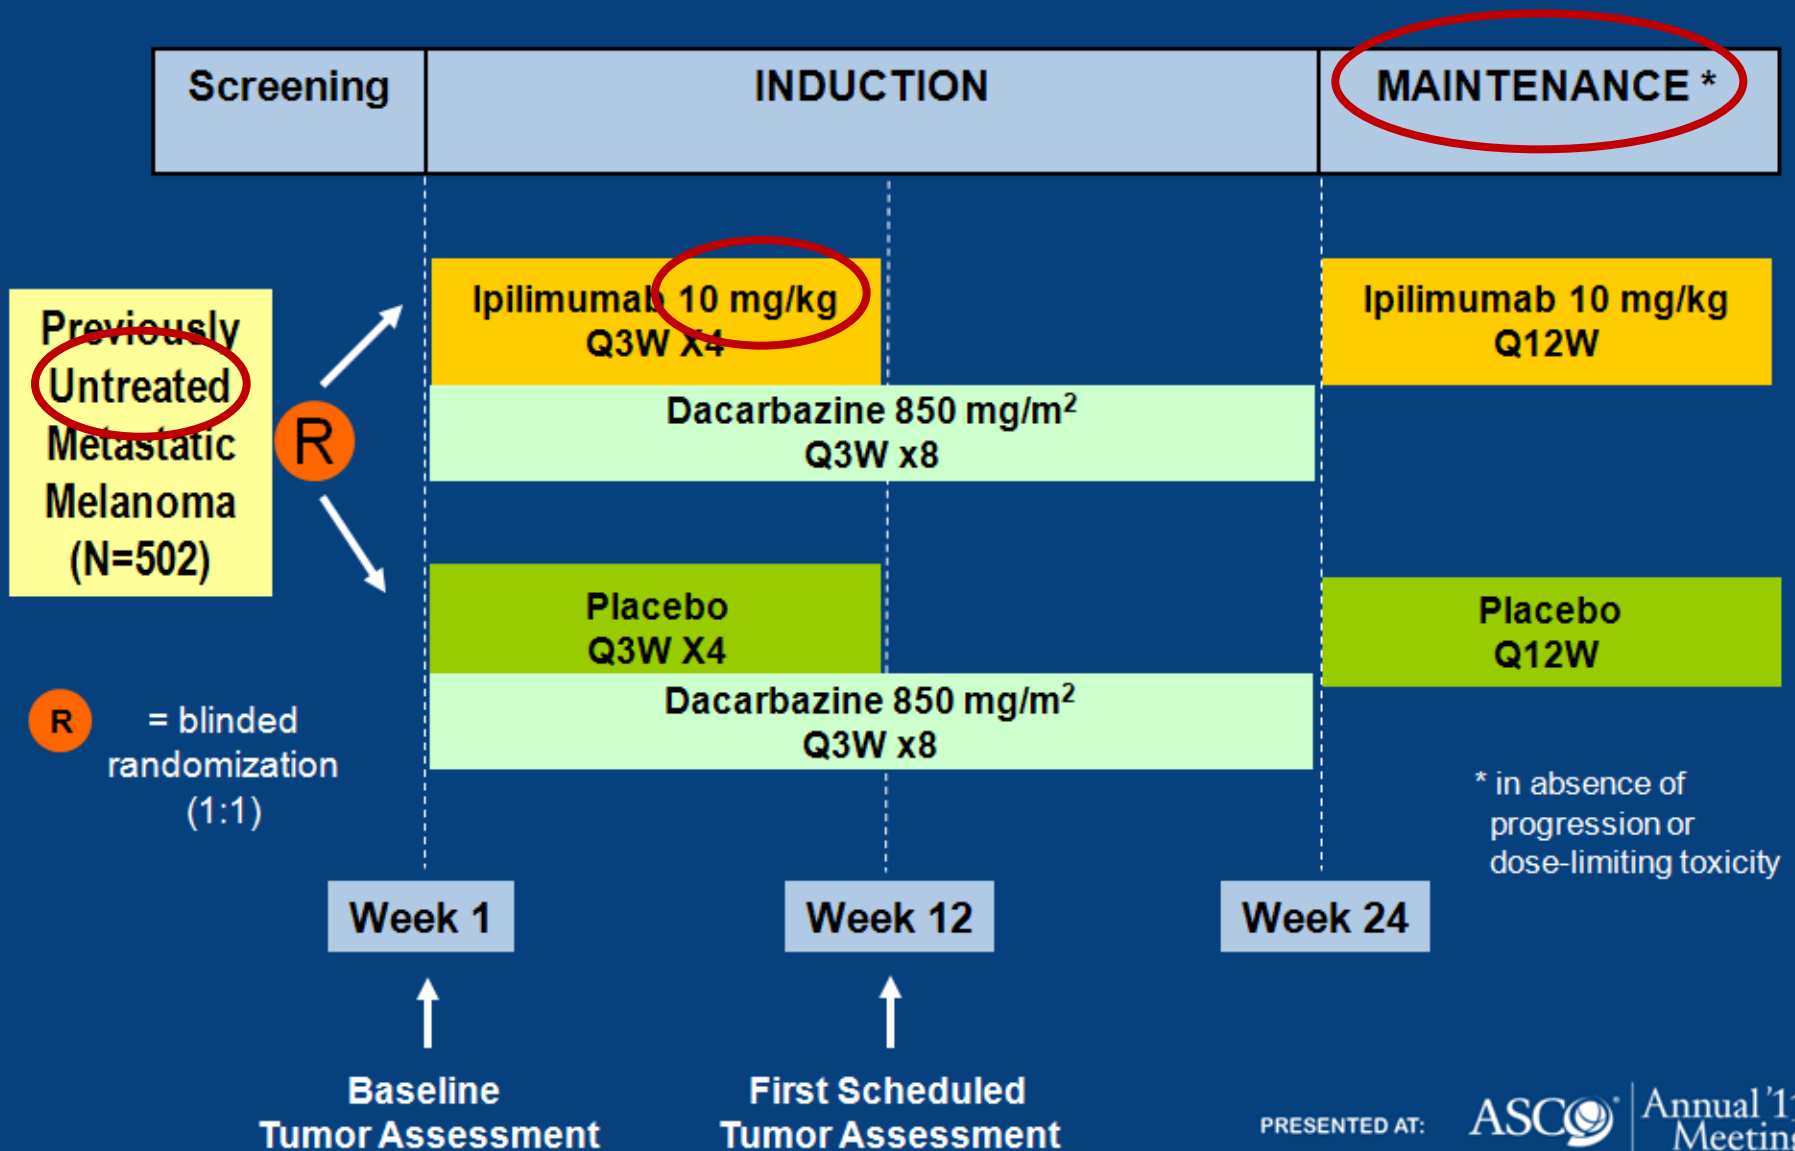 Screening
INDUCTION
MAINTENANCE *
Previously
Untreated
Metastatic
Melanoma
(N=502)
R
Ipilimumab 10 mg/kg
Q3W X4
Dacarbazine 850 mg/m²
Q3W x8
Ipilimumab 10 mg/kg
Q12W
Placebo
Q3W X4
Dacarbazine 850 mg/m²
Q3W x8
Placebo
Q12W
R = blinded
randomization
(1:1)
* in absence of
progression or
dose-limiting toxicity
Week 1
Week 12
Week 24
Baseline
Tumor Assessment
First Scheduled
Tumor Assessment
PRESENTED AT:
ASCO
Annual
Meeting